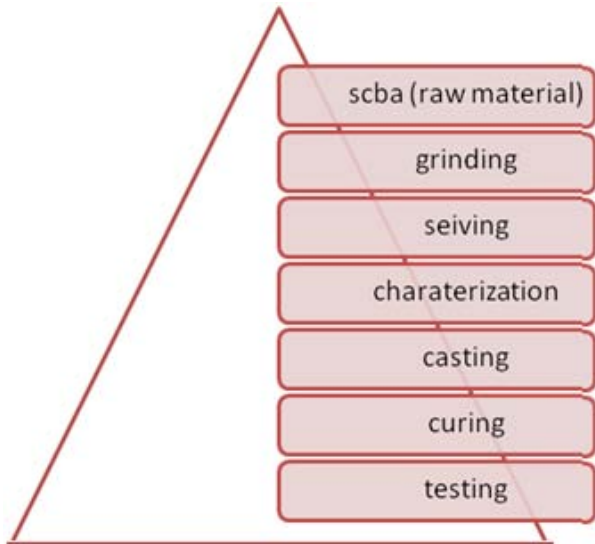 scba (raw material)
grinding
seiving
charaterization
casting
curing
testing